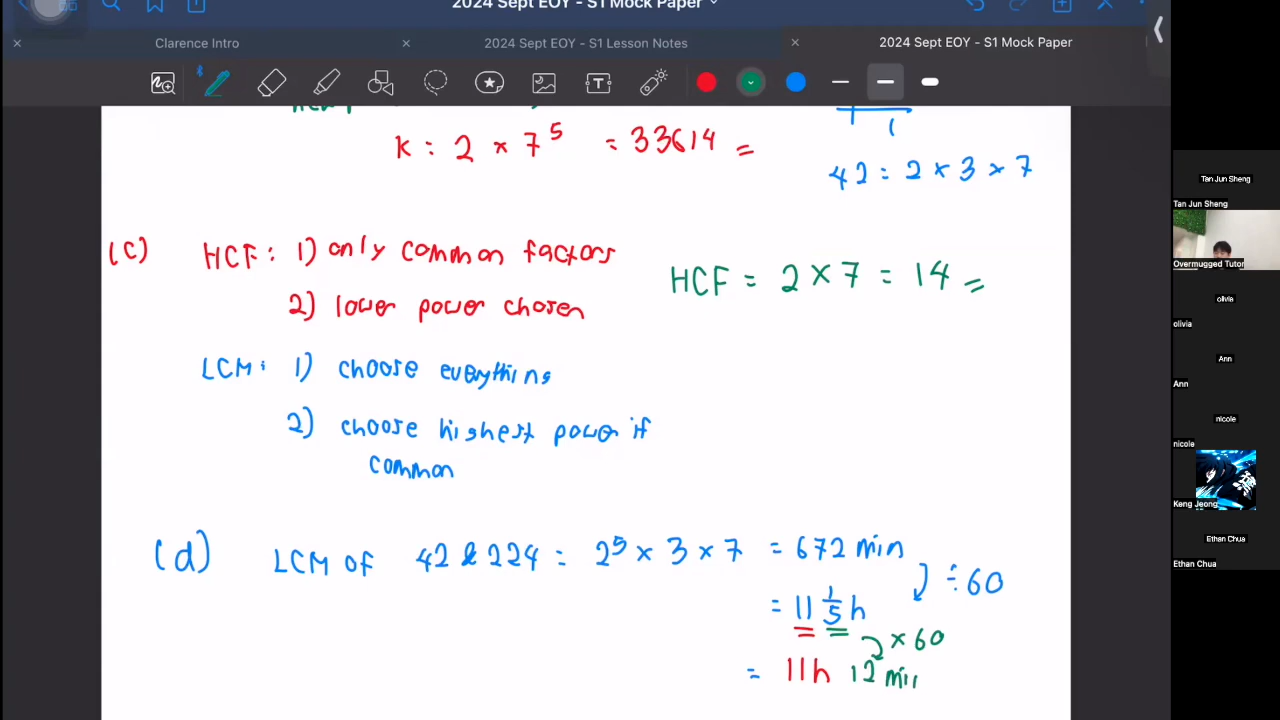 2024 Sept EOY - S1 Mock Paper
Clarence Intro
2024 Sept EOY - S1 Lesson Notes
2024 Sept EOY - S1 Mock Paper
K = 2 × 7^5 = 33614 =
42 = 2 × 3 × 7
(c) HCF: 1) only common factors
2) lower power chosen
HCF = 2 × 7 = 14 =
LCM: 1) choose everything
2) choose highest power if
common
(d) LCM of 42 & 224 = 2^5 × 3 × 7 = 672 min
÷ 60
= 11 1/5 h
× 60
= 11h 12 min
Tan Jun Sheng
Tan Jun Sheng
Overmugged Tutor
olivia
olivia
Ann
Ann
nicole
nicole
Keng Jeong
Ethan Chua
Ethan Chua